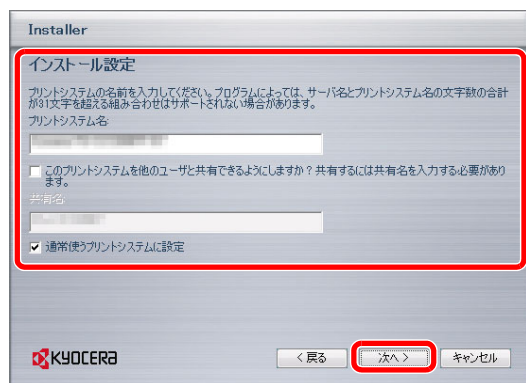 Installer
インストール設定
プリントシステムの名前を入力してください。プログラムによっては、サーバ名とプリントシステム名の文字数の合計
が31文字を超える組み合わせはサポートされない場合があります。
プリントシステム名:
このプリントシステムを他のユーザと共有できるようにしますか？共有するには共有名を入力する必要があり
ます。
共有名:
通常使うプリントシステムに設定
KYOCERA
< 戻る
次へ >
キャンセル